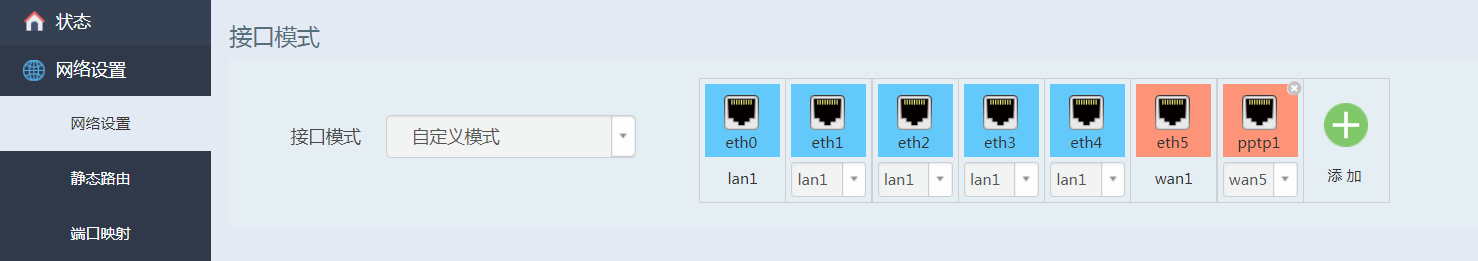 状态
网络设置
网络设置
静态路由
端口映射
接口模式
接口模式 自定义模式
eth0 eth1 eth2 eth3 eth4 eth5 pptp1
lan1 lan1 lan1 lan1 lan1 wan1 wan5 添加